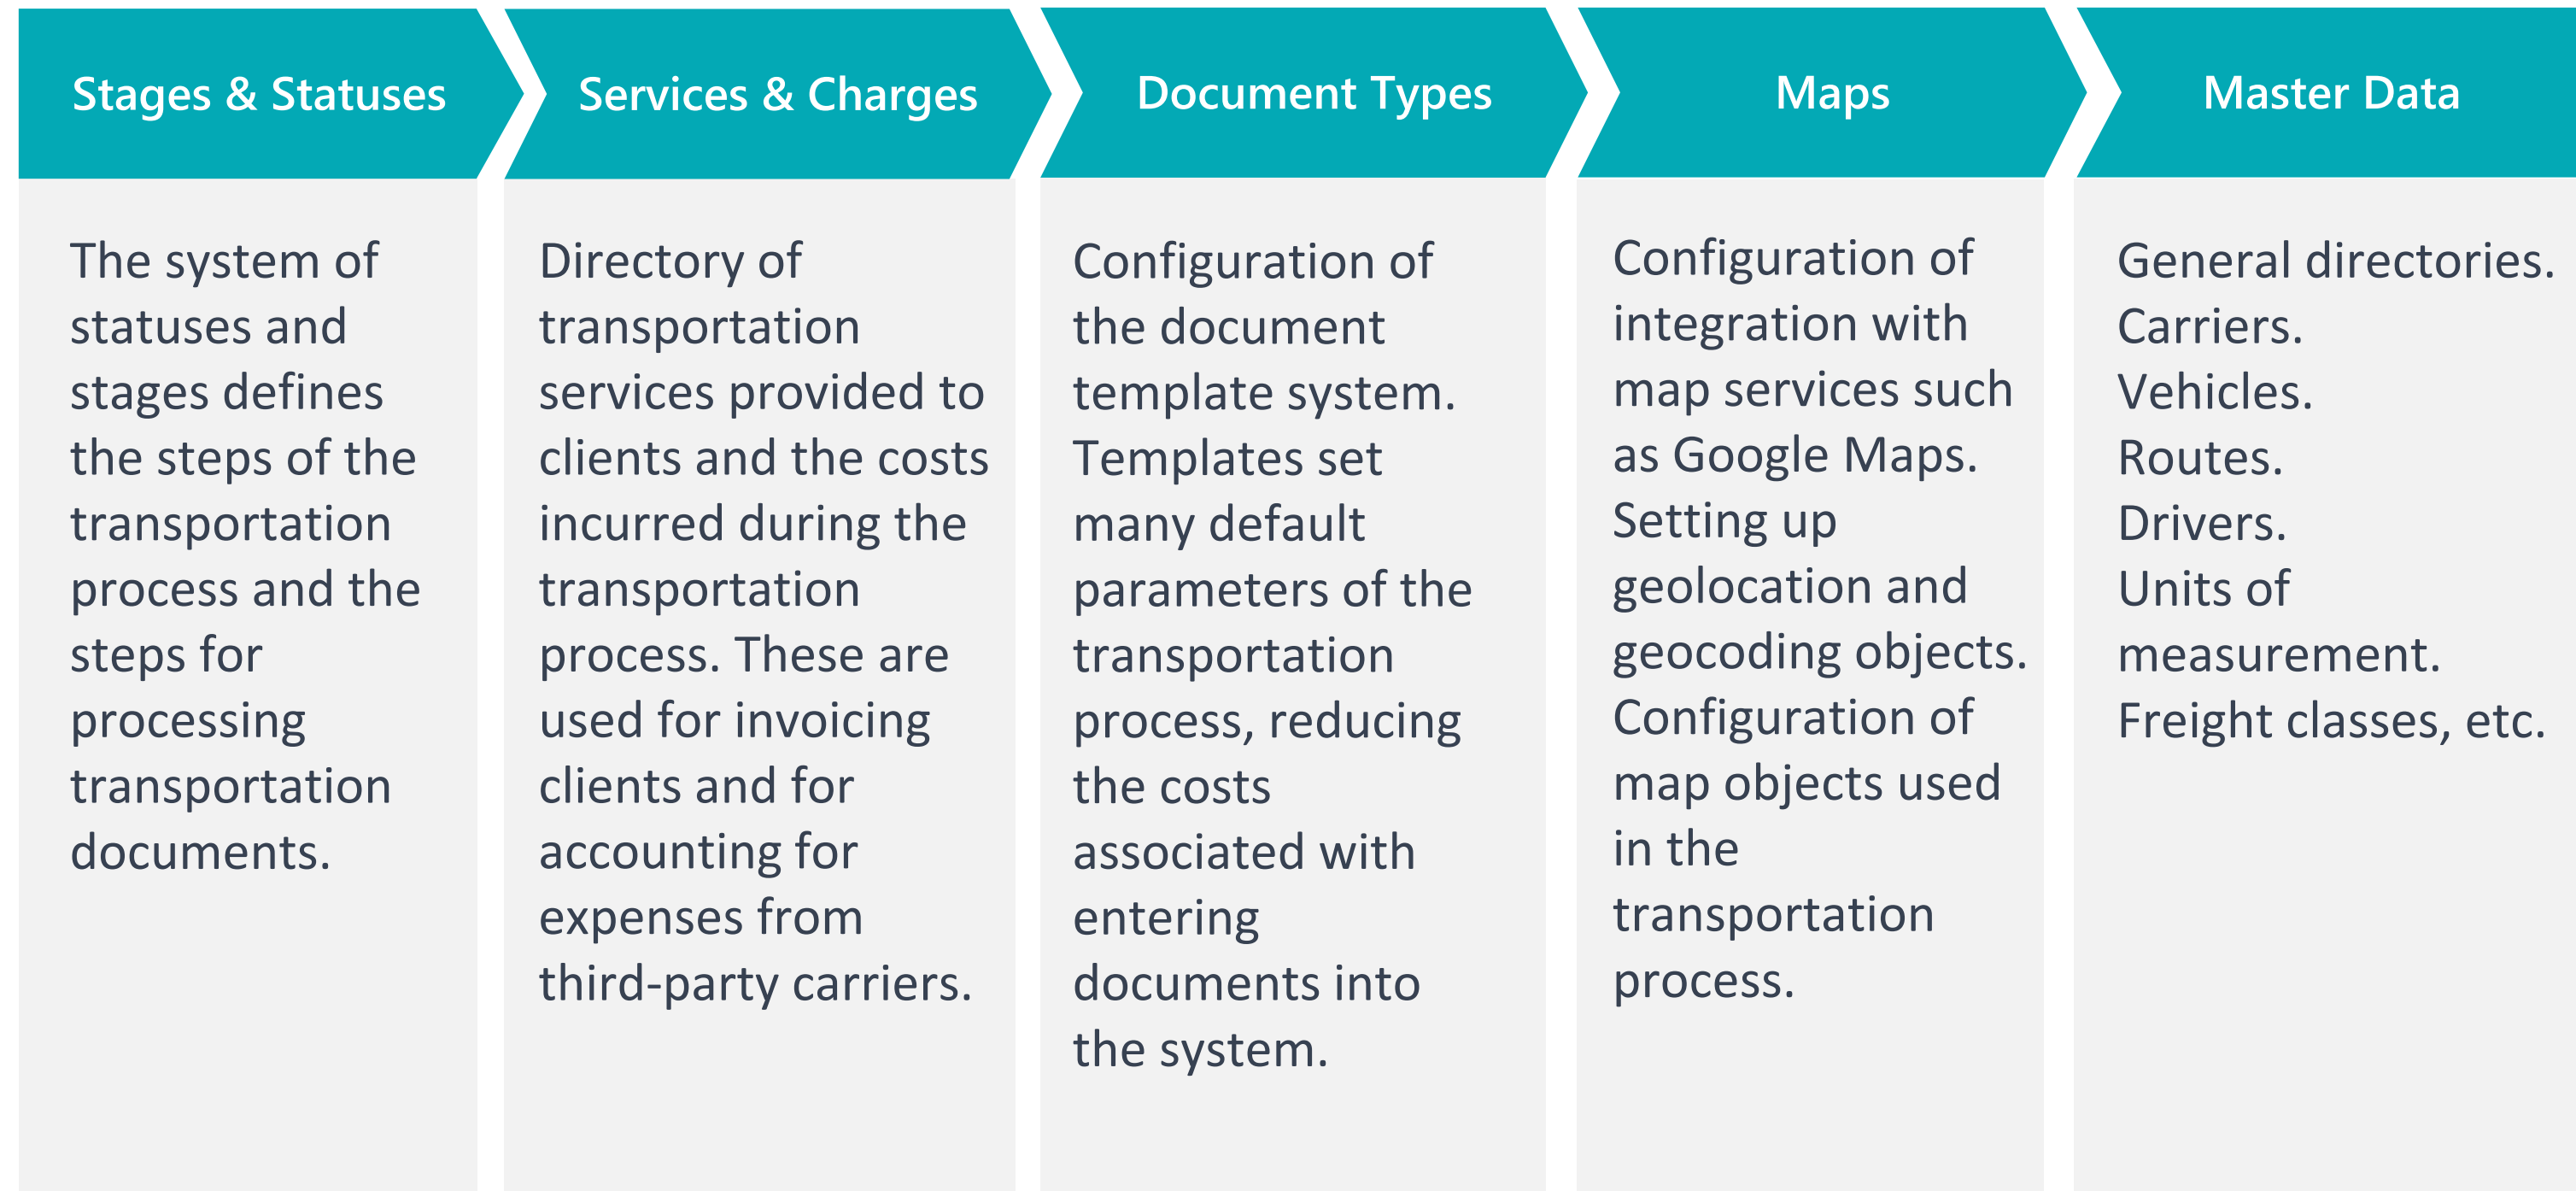 Stages & Statuses
The system of
statuses and
stages defines
the steps of the
transportation
process and the
steps for
processing
transportation
documents.
Services & Charges
Directory of
transportation
services provided to
clients and the costs
incurred during the
transportation
process. These are
used for invoicing
clients and for
accounting for
expenses from
third-party carriers.
Document Types
Configuration of
the document
template system.
Templates set
many default
parameters of the
transportation
process, reducing
the costs
associated with
entering
documents into
the system.
Maps
Configuration of
integration with
map services such
as Google Maps.
Setting up
geolocation and
geocoding objects.
Configuration of
map objects used
in the
transportation
process.
Master Data
General directories.
Carriers.
Vehicles.
Routes.
Drivers.
Units of
measurement.
Freight classes, etc.